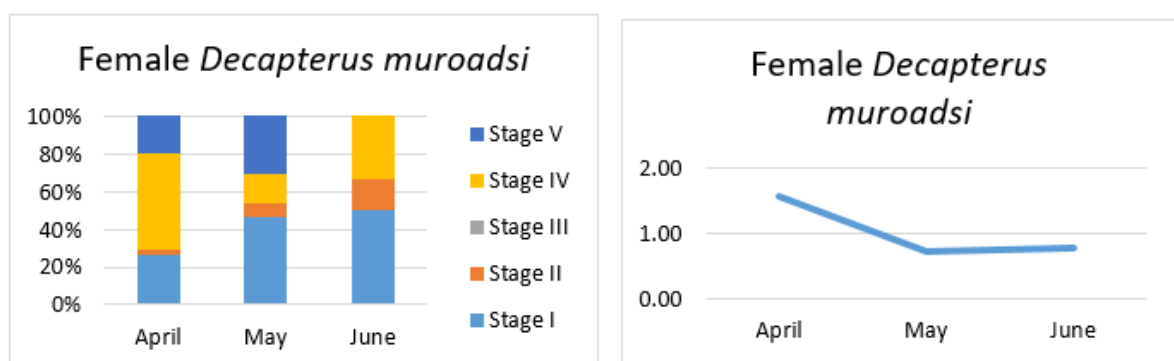 Female Decapterus muroadsi
100%
80%
60%
40%
20%
0%
April May June
Stage V
Stage IV
Stage III
Stage II
Stage I
Female Decapterus
muroadsi
2.00
1.00
0.00
April May June